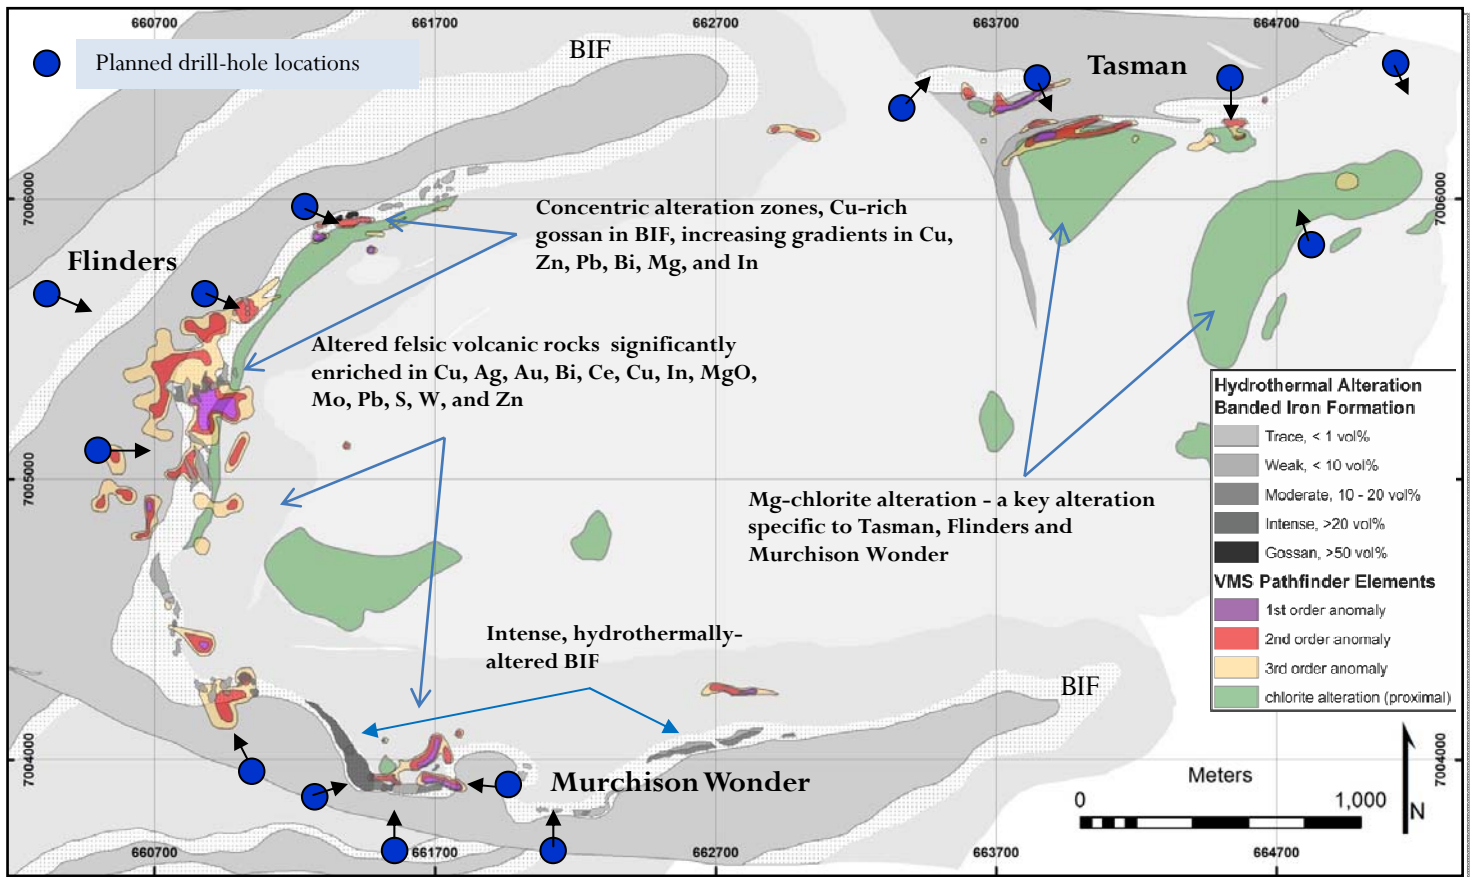 660700
661700
662700
663700
664700
BIF
Planned drill-hole locations
Tasman
7006000
7006000
Concentric alteration zones, Cu-rich
gossan in BIF, increasing gradients in Cu,
Zn, Pb, Bi, Mg, and In
Flinders
Altered felsic volcanic rocks significantly
enriched in Cu, Ag, Au, Bi, Ce, Cu, In, MgO,
Mo, Pb, S, W, and Zn
Hydrothermal Alteration
Banded Iron Formation
Trace, < 1 vol%
Weak, < 10 vol%
Moderate, 10 - 20 vol%
Intense, >20 vol%
Gossan, >50 vol%
VMS Pathfinder Elements
1st order anomaly
2nd order anomaly
3rd order anomaly
chlorite alteration (proximal)
7005000
Mg-chlorite alteration - a key alteration
specific to Tasman, Flinders and
Murchison Wonder
Intense, hydrothermally-
altered BIF
BIF
7004000
7004000
Murchison Wonder
Meters
0
1,000
N
660700
661700
662700
663700
664700